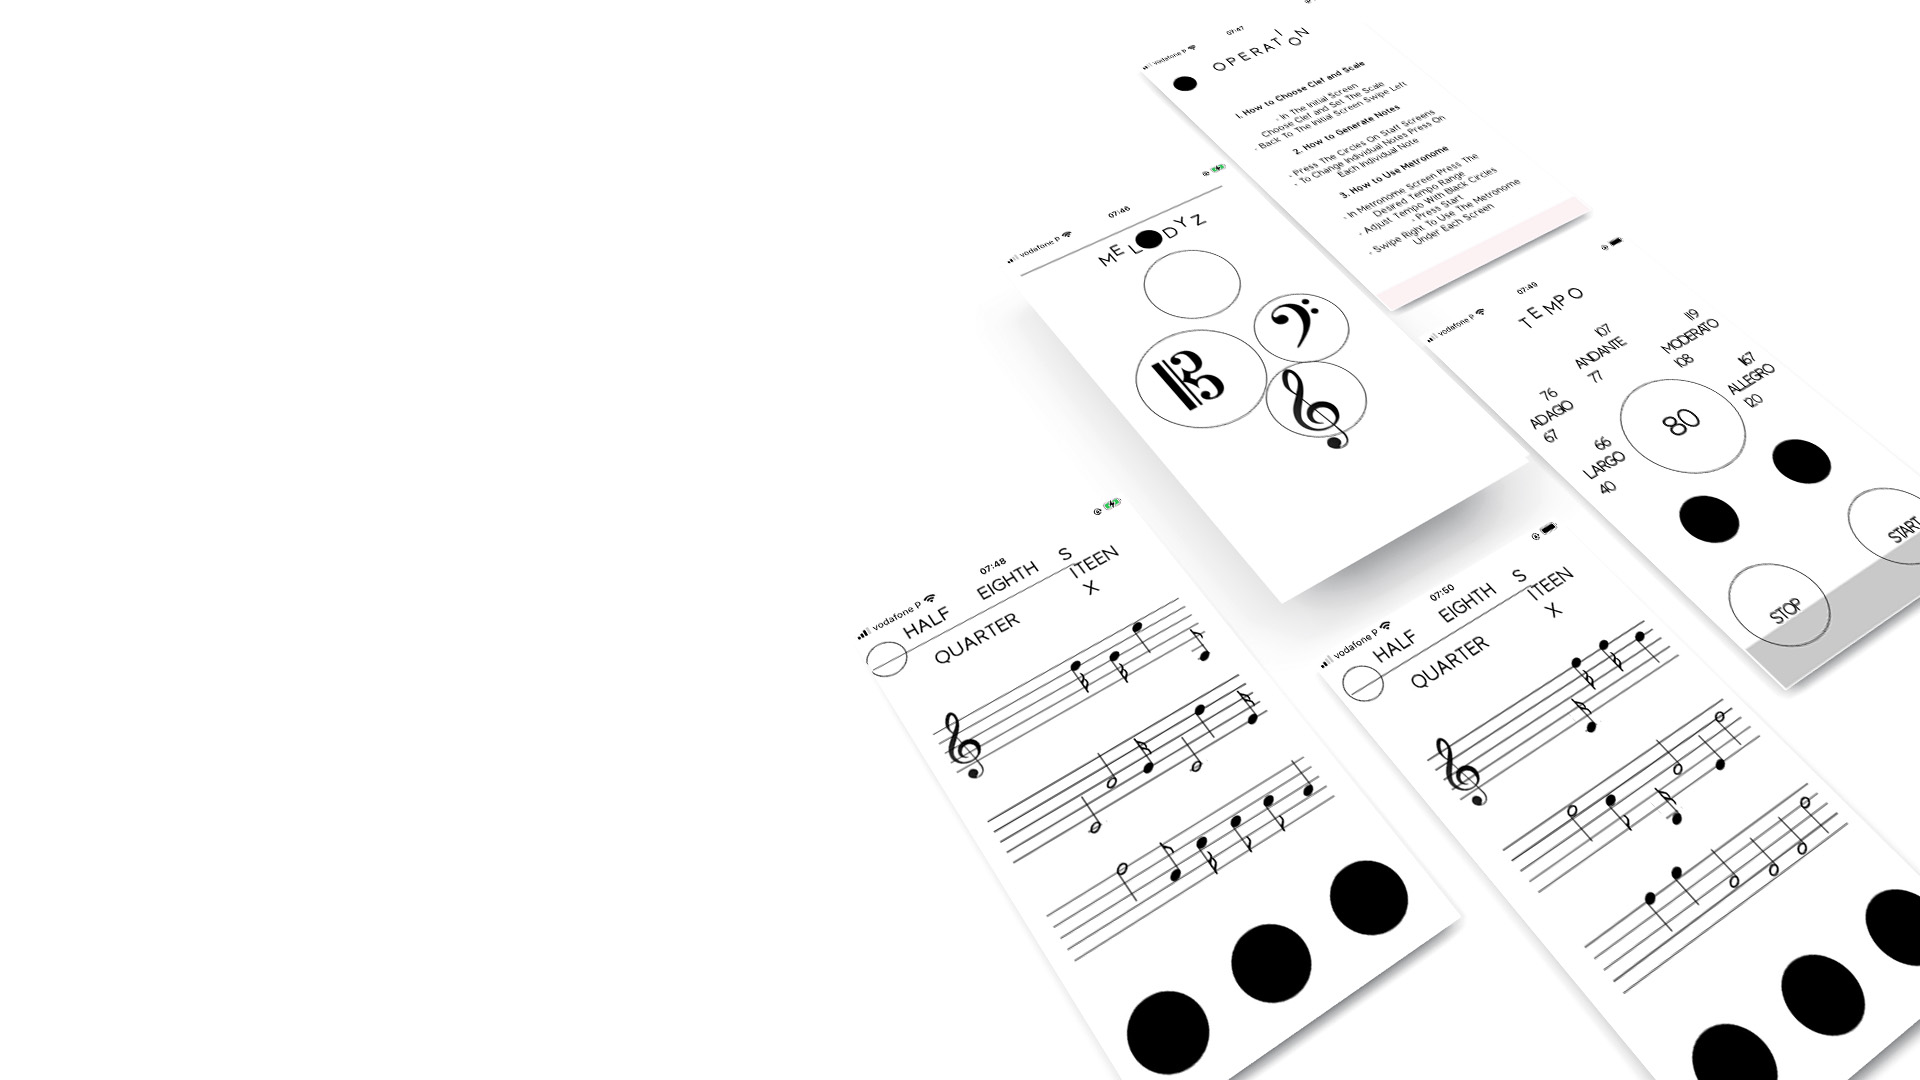 vodafone P
07:47
OPERATION
1. How to Choose Clef and Scale
- In The Initial Screen
Choose Clef and Set The Scale
- Back To The Initial Screen Swipe Left
2. How to Generate Notes
- Press The Circles On Staff Screens
- To Change Individual Notes Press On
Each Individual Note
3. How to Use Metronome
- In Metronome Screen Press The
Desired Tempo Range
- Adjust Tempo With Black Circles
- Press Start
- Swipe Right To Use The Metronome
Under Each Screen
vodafone P
07:46
MEL DYZ
vodafone P
07:49
TEMPO
107
ANDANTE
77
119
MODERATO
108
76
ADAGIO
67
167
ALLEGRO
120
66
LARGO
40
80
START
STOP
vodafone P
07:48
HALF
EIGHTH
S
ITEEN
X
QUARTER
vodafone P
07:50
HALF
EIGHTH
S
ITEEN
X
QUARTER